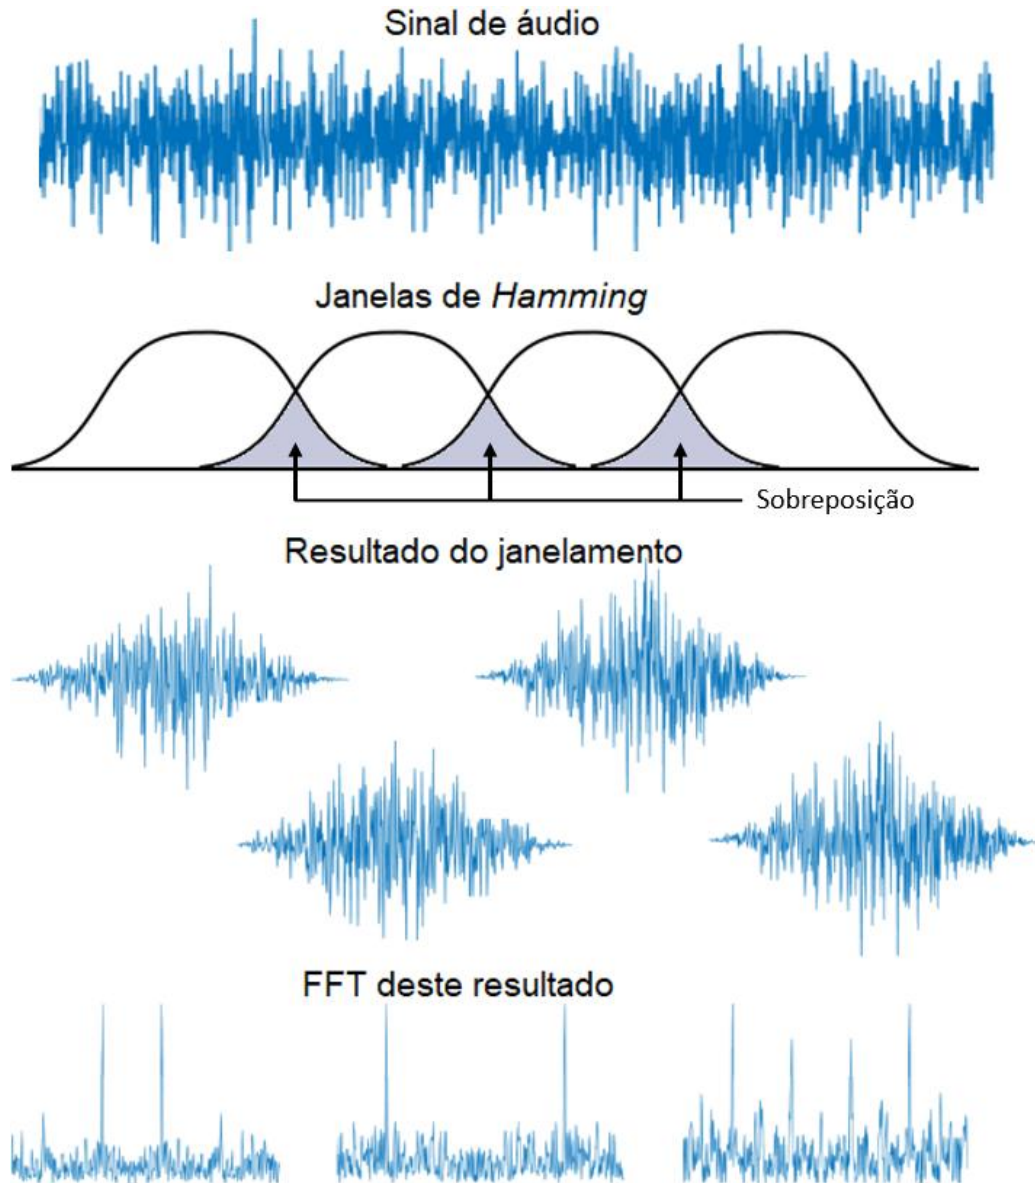 Sinal de áudio
Janelas de Hamming
Sobreposição
Resultado do janelamento
FFT deste resultado